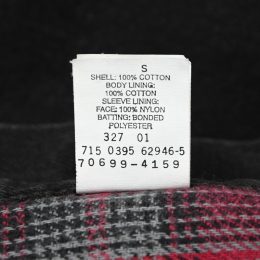 S
SHELL: 100% COTTON
BODY LINING:
100% COTTON
SLEEVE LINING:
FACE: 100% NYLON
BATTING: BONDED
POLYESTER
327 01
715 0395 62946-5
70699-4159